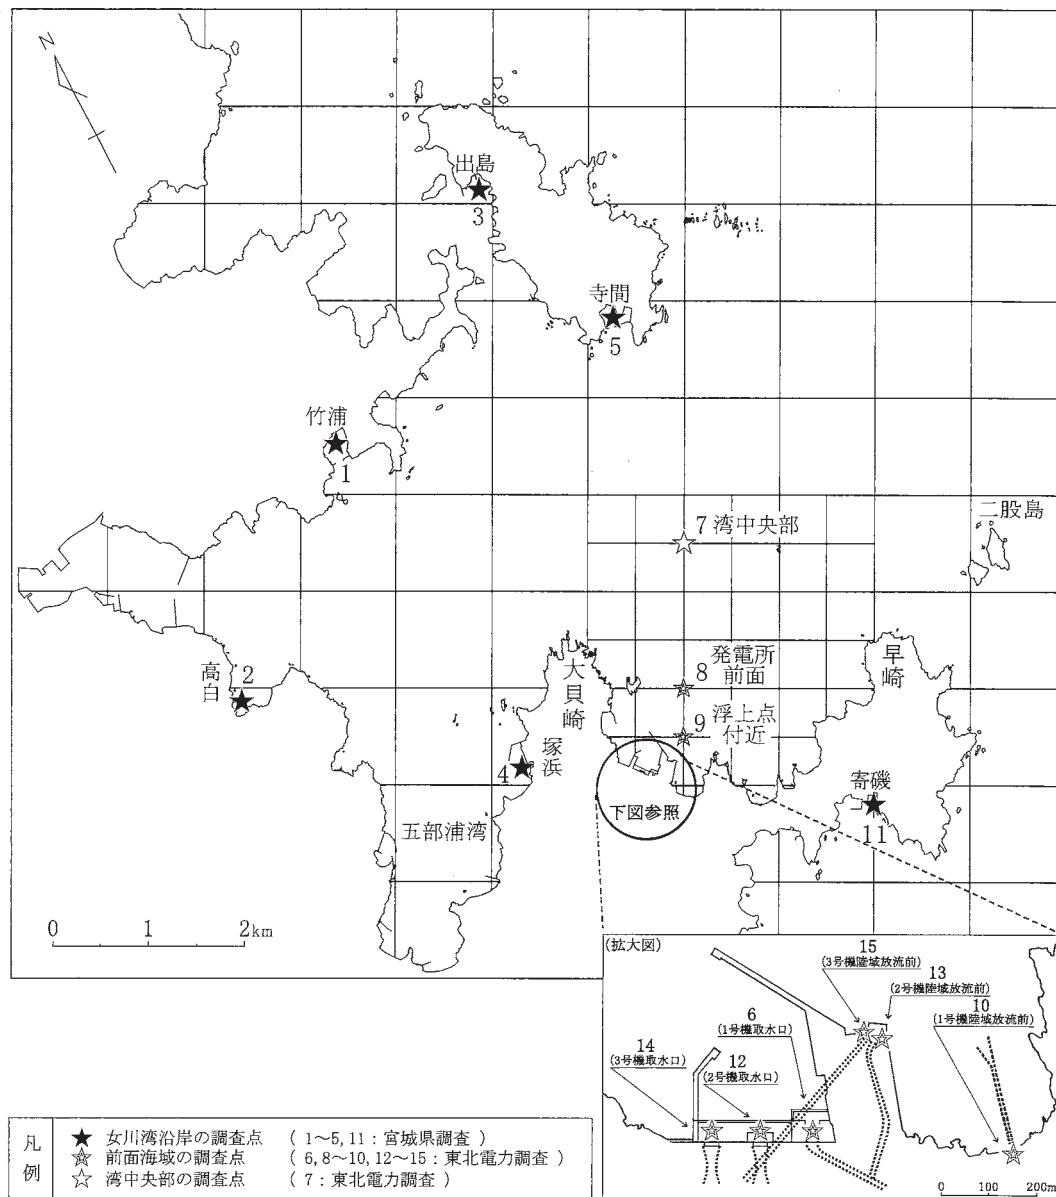 N
出島
3
寺間
5
竹浦
1
二股島
7 湾中央部
高白
2
大貝崎
8
発電所
前面
早崎
9
浮上点
付近
塚浜
4
寄磯
11
下図参照
五部浦湾
0 1 2km
(拡大図)
15
(3号機陸域放流前)
13
(2号機陸域放流前)
10
(1号機陸域放流前)
6
(1号機取水口)
14
(3号機取水口)
12
(2号機取水口)
0 100 200m
凡例
★ 女川湾沿岸の調査点 ( 1~5, 11 : 宮城県調査 )
前面海域の調査点 ( 6, 8~10, 12~15 : 東北電力調査 )
☆ 湾中央部の調査点 ( 7 : 東北電力調査 )